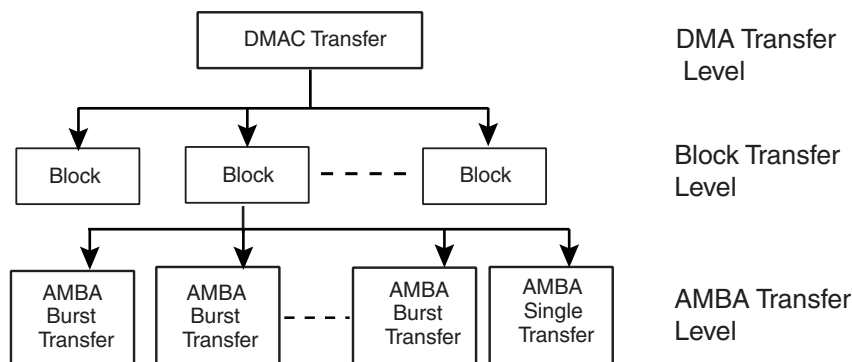 DMAC Transfer
DMA Transfer
Level
Block
Block
Block
Block Transfer
Level
AMBA
Burst
Transfer
AMBA
Burst
Transfer
AMBA
Burst
Transfer
AMBA
Single
Transfer
AMBA Transfer
Level